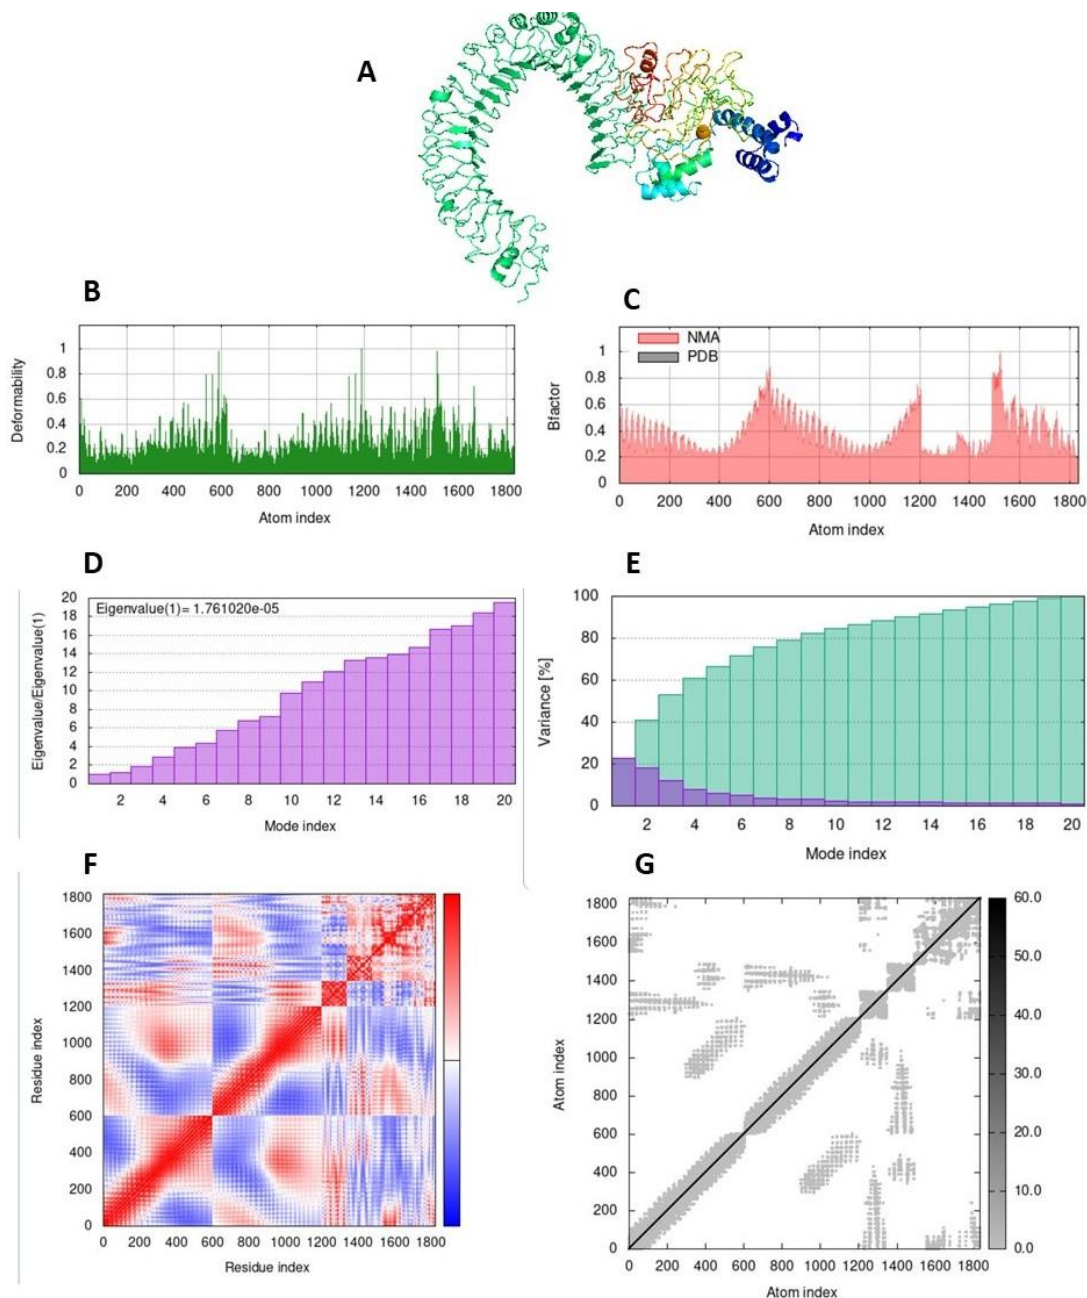 A
B
C
1
0.8
0.6
0.4
0.2
0
Deformability
0 200 400 600 800 1000 1200 1400 1600 1800
Atom index
NMA
PDB
1
0.8
0.6
0.4
0.2
0
Bfactor
0 200 400 600 800 1000 1200 1400 1600 1800
Atom index
D
E
Eigenvalue(1)= 1.761020e-05
20
18
16
14
12
10
8
6
4
2
0
Eigenvalue/Eigenvalue(1)
2 4 6 8 10 12 14 16 18 20
Mode index
100
80
60
40
20
0
Variance [%]
2 4 6 8 10 12 14 16 18 20
Mode index
F
G
1800
1600
1400
1200
1000
800
600
400
200
0
Residue index
0 200 400 600 800 1000 1200 1400 1600 1800
Residue index
1800
1600
1400
1200
1000
800
600
400
200
0
Atom index
0 200 400 600 800 1000 1200 1400 1600 1800
Atom index
60.0
50.0
40.0
30.0
20.0
10.0
0.0